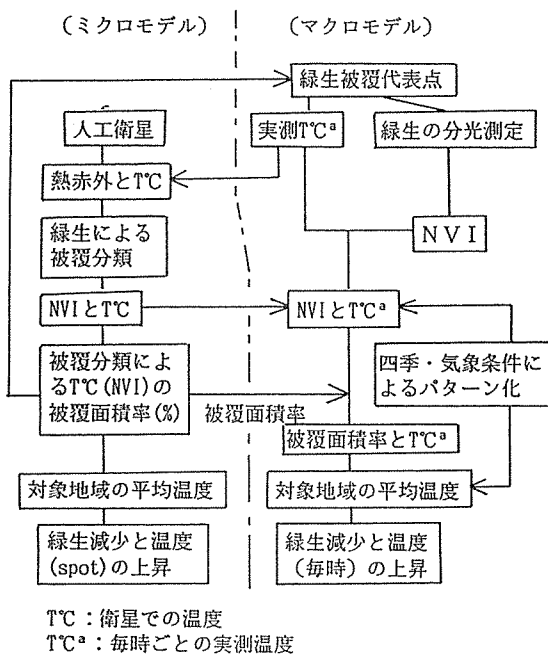 （ミクロモデル）
（マクロモデル）
緑生被覆代表点
人工衛星
実測T℃ᵃ
緑生の分光測定
熱赤外とT℃
緑生による
被覆分類
NVI
NVIとT℃
NVIとT℃ᵃ
被覆分類によ
るT℃(NVI)の
被覆面積率(%)
四季・気象条件
によるパターン化
被覆面積率
被覆面積率とT℃ᵃ
対象地域の平均温度
対象地域の平均温度
緑生減少と温度
(spot)の上昇
緑生減少と温度
（毎時）の上昇
T℃：衛星での温度
T℃ᵃ：毎時ごとの実測温度